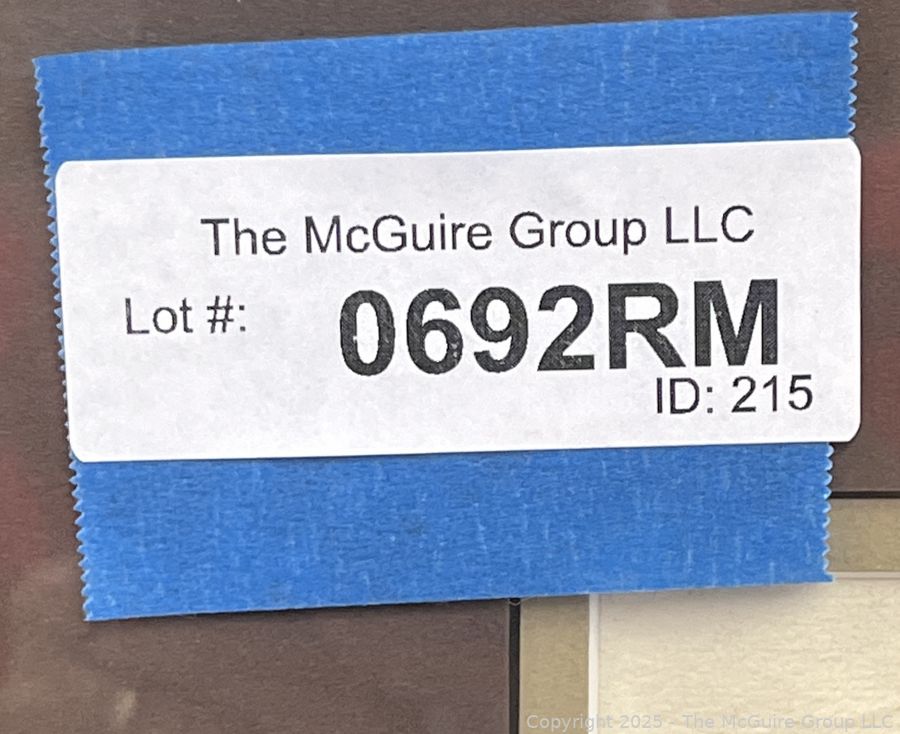 The McGuire Group LLC
Lot #: 0692RM
ID: 215
Copyright 2025 - The McGuire Group LLC